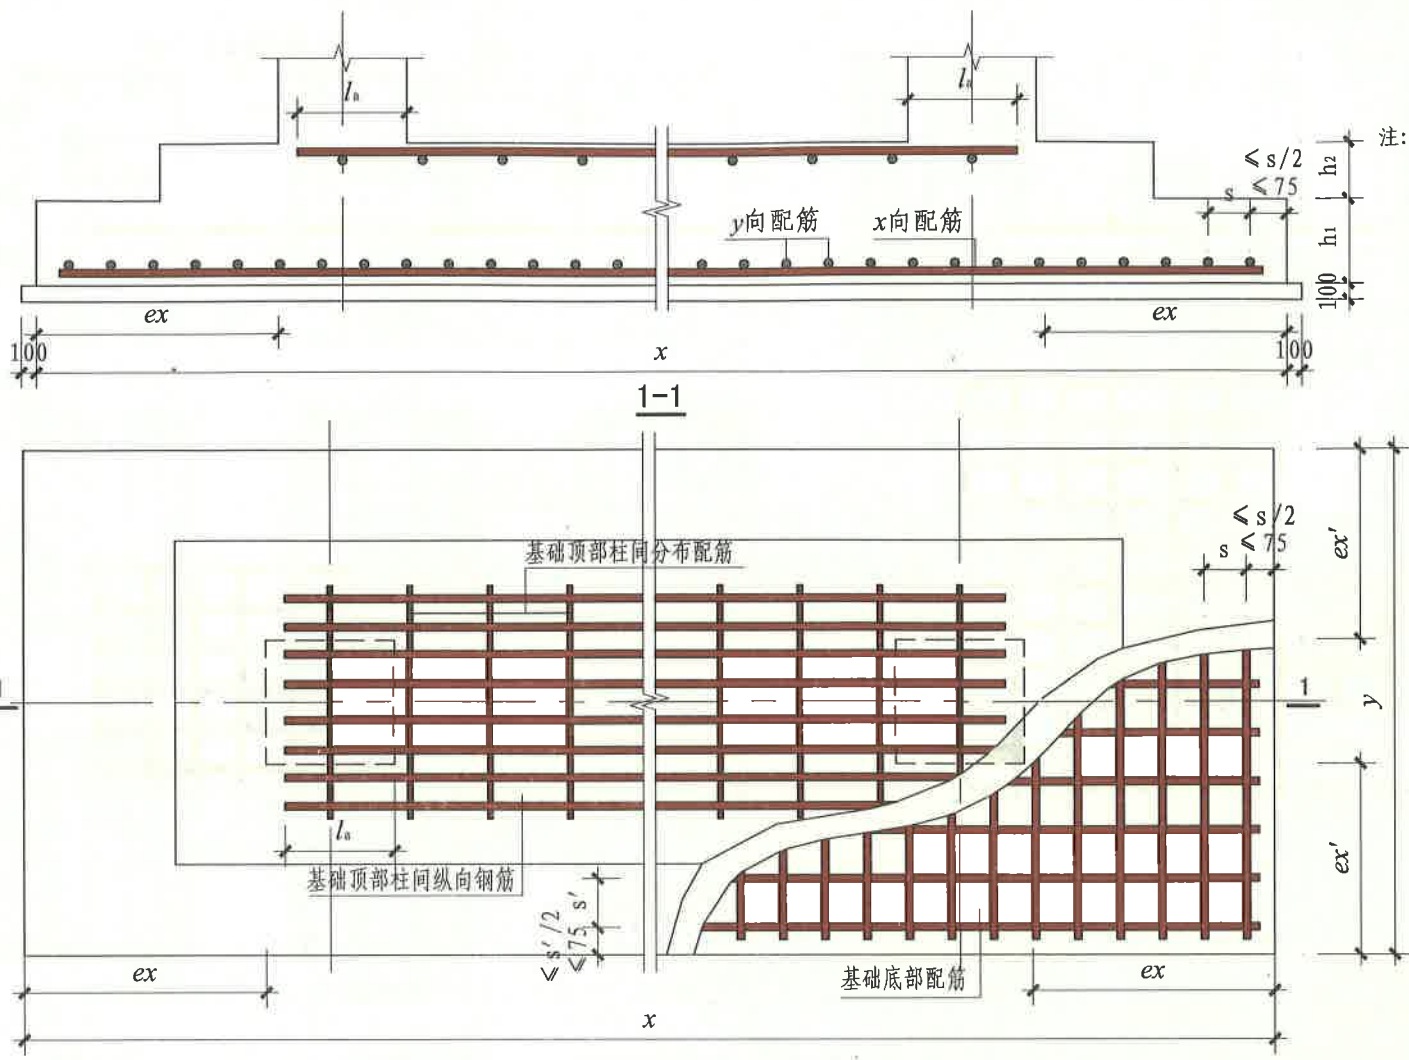 lₐ
lₐ
注:
≤s/2
s ≤75
h₂
h₁
100
y向配筋
x向配筋
ex
ex
100
x
100
1-1
基础顶部柱间分布配筋
≤s/2
s ≤75
ex'
1
y
lₐ
基础顶部柱间纵向钢筋
s'
≤s'/2
≤75
ex'
基础底部配筋
ex
ex
x